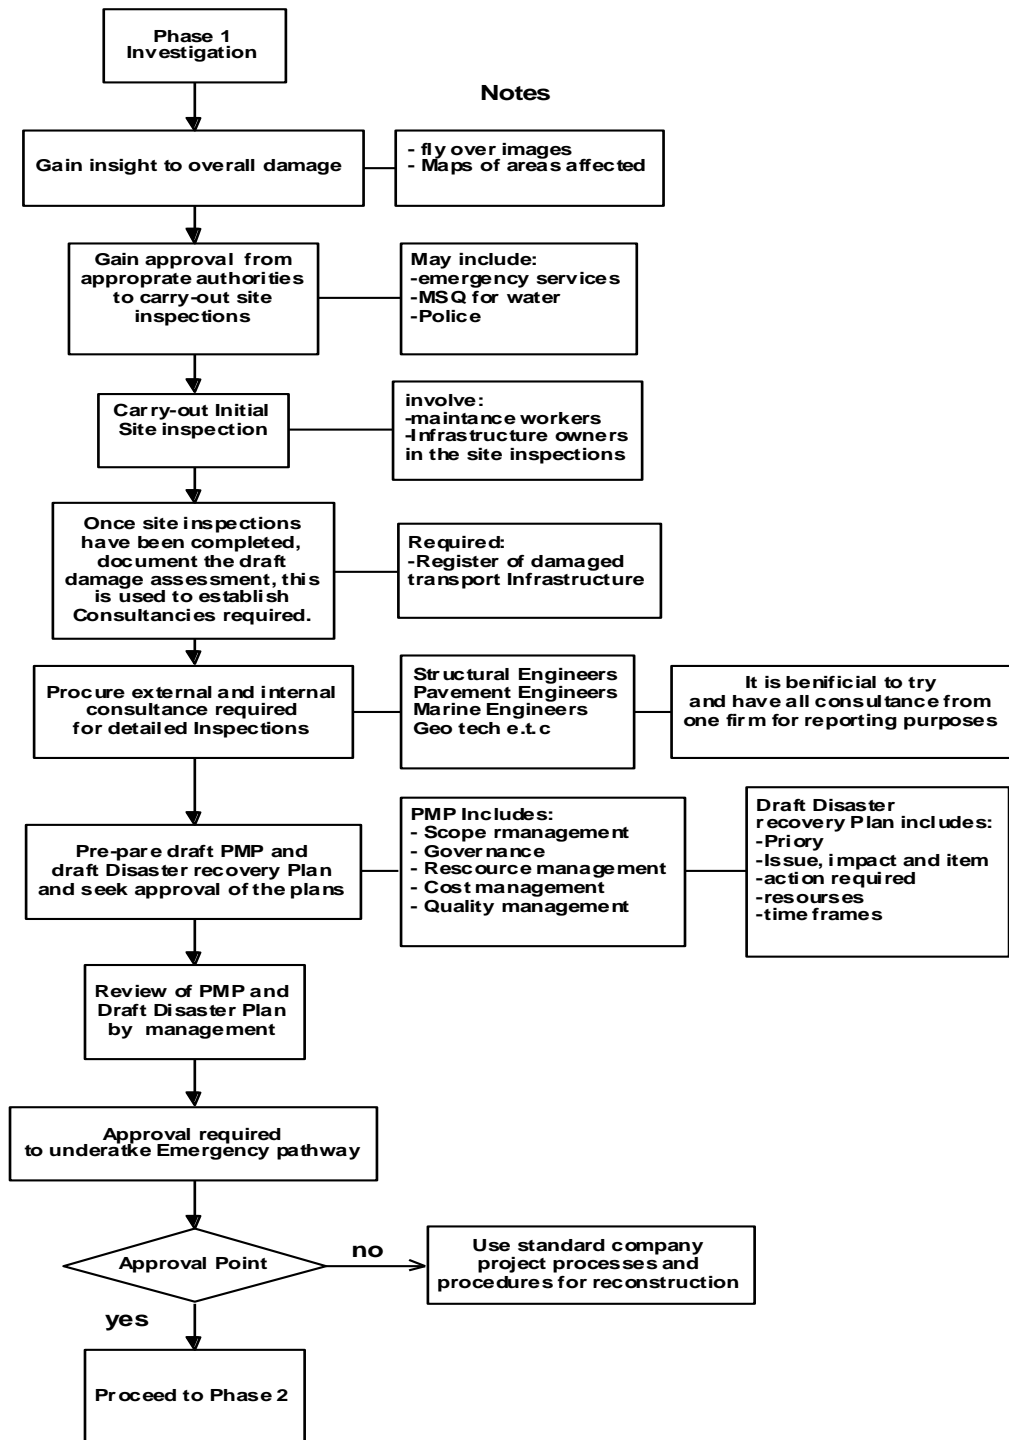 Phase 1
Investigation
Notes
Gain insight to overall damage
- fly over images
- Maps of areas affected
Gain approval from
approprate authorities
to carry-out site
inspections
May include:
-emergency services
-MSQ for water
-Police
Carry-out Initial
Site inspection
involve:
-maintance workers
-Infrastructure owners
in the site inspections
Once site inspections
have been completed,
document the draft
damage assessment, this
is used to establish
Consultancies required.
Required:
-Register of damaged
transport Infrastructure
Procure external and internal
consultance required
for detailed Inspections
Structural Engineers
Pavement Engineers
Marine Engineers
Geo tech e.t.c
It is benificial to try
and have all consultance from
one firm for reporting purposes
Pre-pare draft PMP and
draft Disaster recovery Plan
and seek approval of the plans
PMP Includes:
- Scope rmanagement
- Governance
- Rescource management
- Cost management
- Quality management
Draft Disaster
recovery Plan includes:
-Priory
-Issue, impact and item
-action required
-resourses
-time frames
Review of PMP and
Draft Disaster Plan
by management
Approval required
to underatke Emergency pathway
Approval Point
no
Use standard company
project processes and
procedures for reconstruction
yes
Proceed to Phase 2